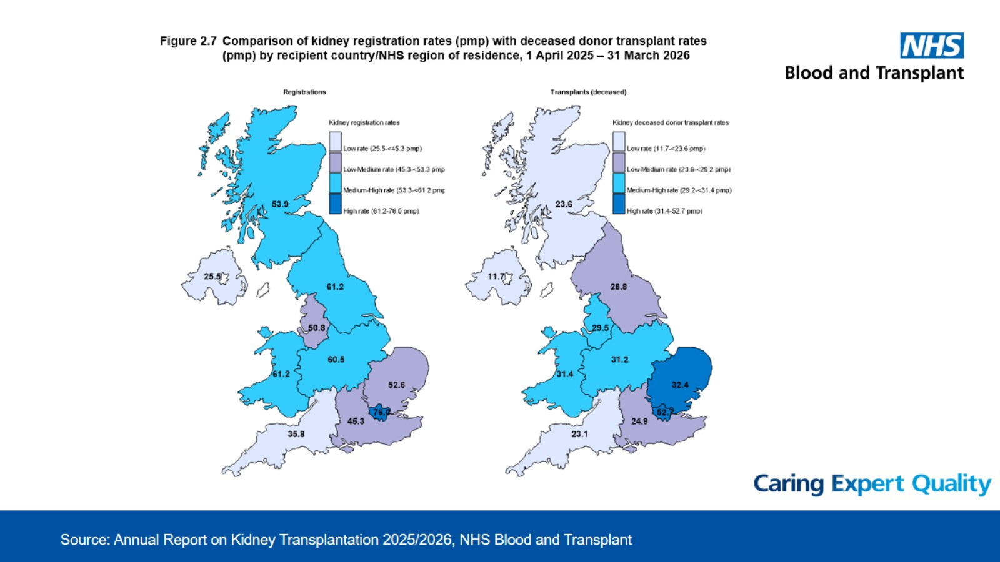 Figure 2.7 Comparison of kidney registration rates (pmp) with deceased donor transplant rates
(pmp) by recipient country/NHS region of residence, 1 April 2025 – 31 March 2026
NHS
Blood and Transplant
Registrations
Kidney registration rates
Low rate (25.5-<45.3 pmp)
Low-Medium rate (45.3-<53.3 pmp
Medium-High rate (53.3-<61.2 pmp
High rate (61.2-76.0 pmp)
53.9
25.5
61.2
50.8
60.5
61.2
52.6
76.0
45.3
35.8
Transplants (deceased)
Kidney deceased donor transplant rates
Low rate (11.7-<23.6 pmp)
Low-Medium rate (23.6-<29.2 pmp)
Medium-High rate (29.2-<31.4 pmp)
High rate (31.4-52.7 pmp)
23.6
11.7
28.8
29.5
31.2
31.4
32.4
52.7
24.9
23.1
Caring Expert Quality
Source: Annual Report on Kidney Transplantation 2025/2026, NHS Blood and Transplant